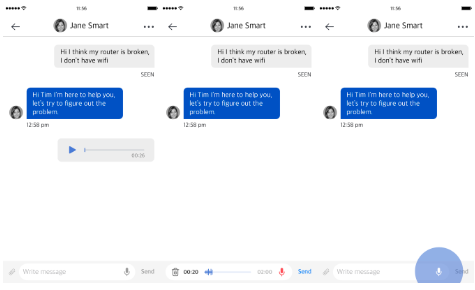 11:56
Jane Smart
Hi I think my router is broken,
I don't have wifi
SEEN
Hi Tim I'm here to help you,
let's try to figure out the
problem.
12:58 pm
00:25
Write message
Send
11:56
Jane Smart
Hi I think my router is broken,
I don't have wifi
SEEN
Hi Tim I'm here to help you,
let's try to figure out the
problem.
12:58 pm
00:20
02:00
Send
11:56
Jane Smart
Hi I think my router is broken,
I don't have wifi
SEEN
Hi Tim I'm here to help you,
let's try to figure out the
problem.
12:58 pm
Write message
Send